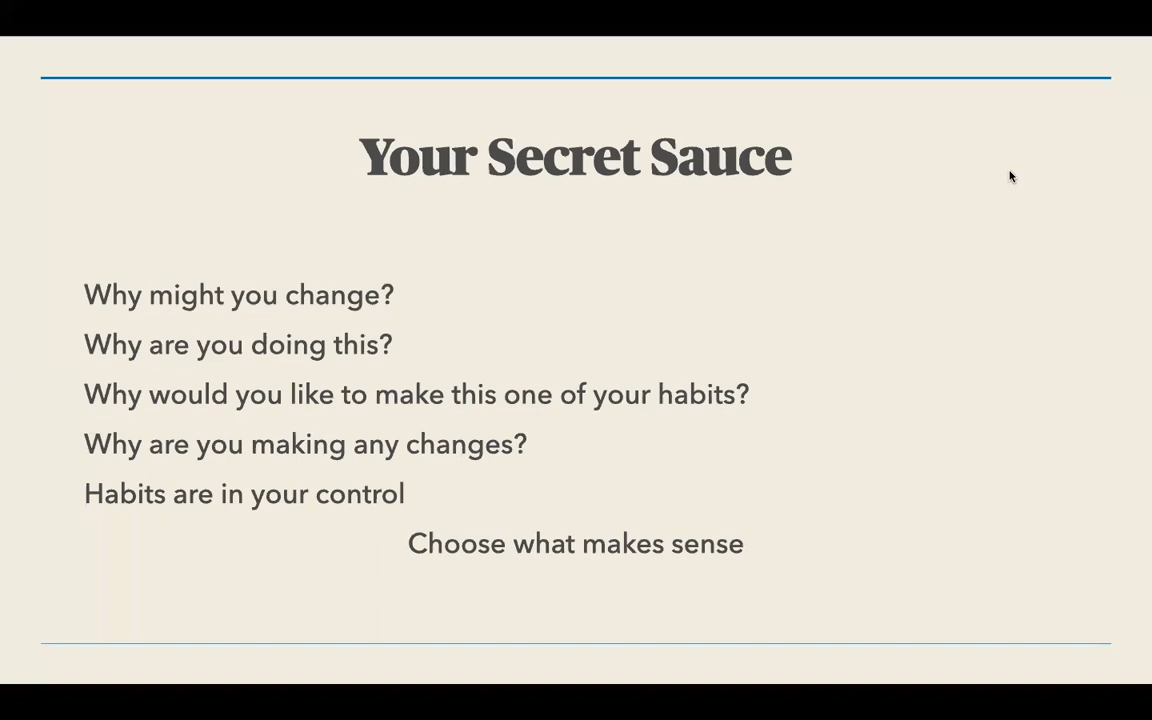 Your Secret Sauce
Why might you change?
Why are you doing this?
Why would you like to make this one of your habits?
Why are you making any changes?
Habits are in your control
Choose what makes sense